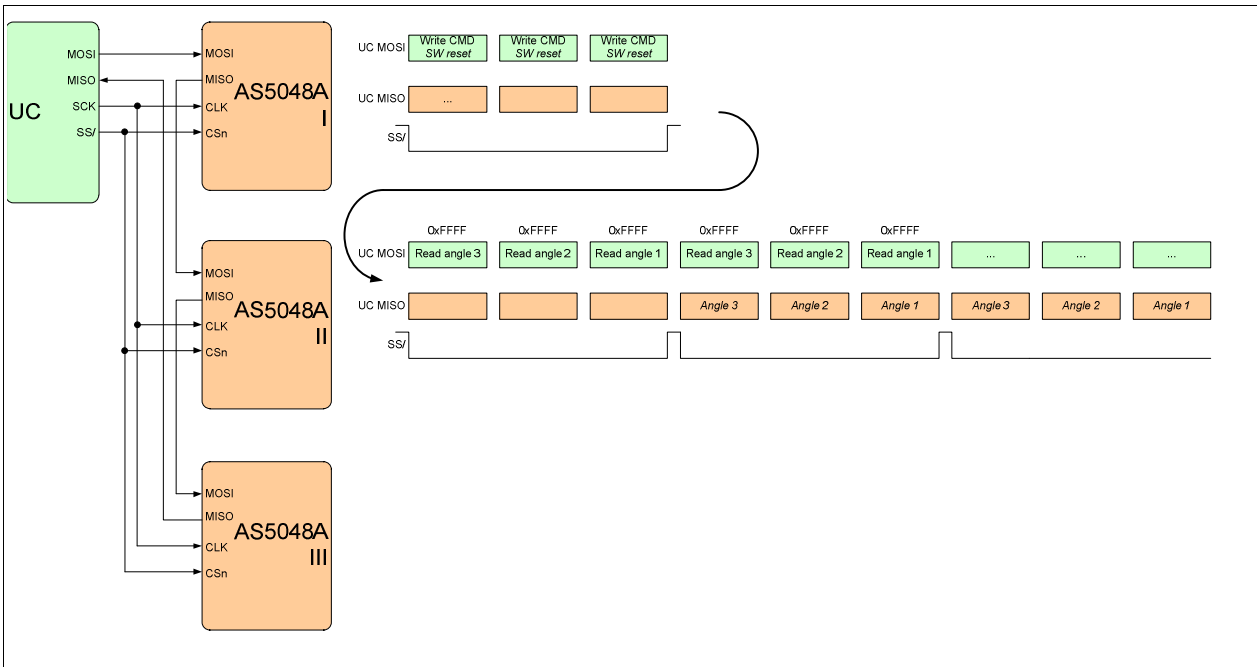 UC
MOSI
MISO
SCK
SS/
MOSI
MISO
CLK
CSn
AS5048A
I
UC MOSI
Write CMD
SW reset
Write CMD
SW reset
Write CMD
SW reset
UC MISO
...
SS/
MOSI
MISO
CLK
CSn
AS5048A
II
0xFFFF 0xFFFF 0xFFFF 0xFFFF 0xFFFF 0xFFFF
UC MOSI Read angle 3 Read angle 2 Read angle 1 Read angle 3 Read angle 2 Read angle 1 ... ... ...
UC MISO Angle 3 Angle 2 Angle 1 Angle 3 Angle 2 Angle 1
SS/
MOSI
MISO
CLK
CSn
AS5048A
III